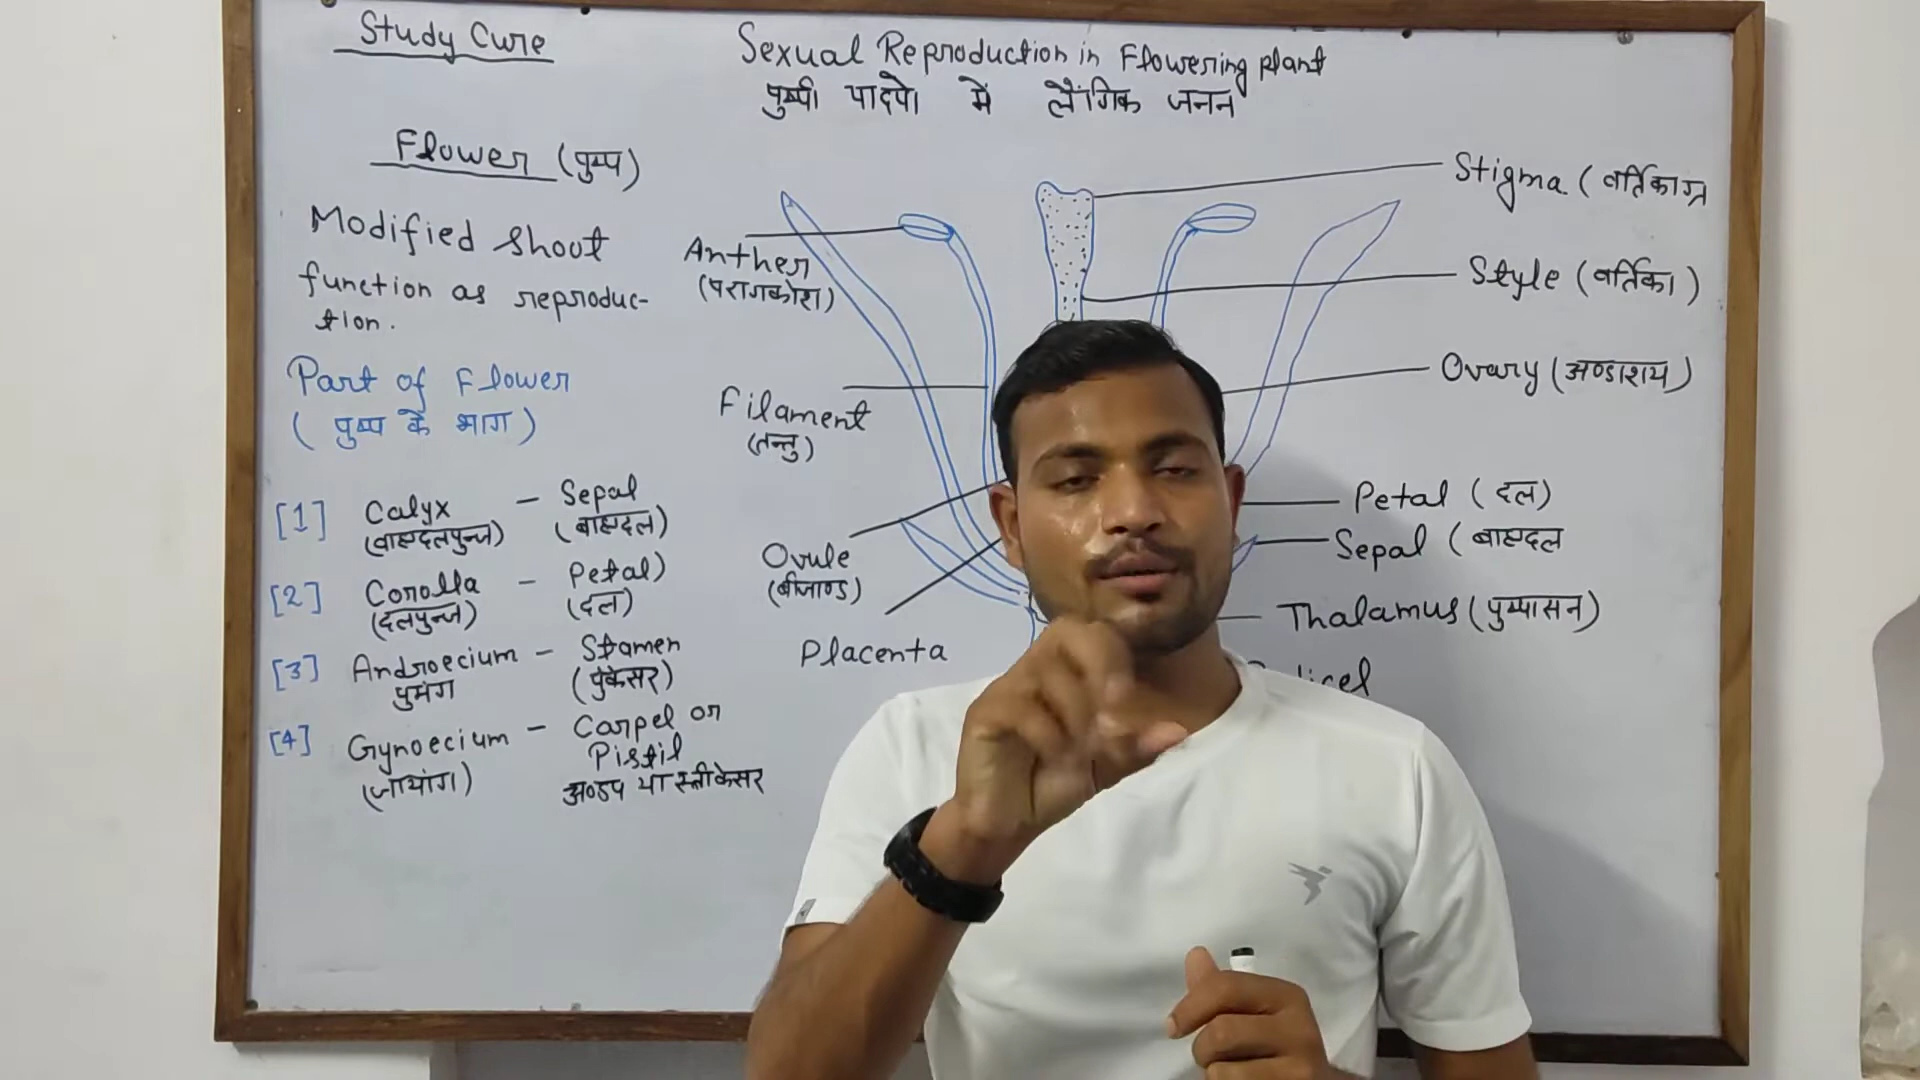 Study Cure
Sexual Reproduction in Flowering plant
पुष्पी पादपो में लैंगिक जनन
Flower (पुष्प)
Modified shoot
function as reproduc-
tion.
Part of Flower
(पुष्प के भाग)
[1] Calyx - Sepal
(बाह्यदलपुन्ज) (बाह्यदल)
[2] Corolla - Petal)
(दलपुन्ज) (दल)
[3] Androecium - Stamen
पुमंग (पुंकेसर)
[4] Gynoecium - Carpel or
Pistil
(जायांग) अण्डप या स्त्रीकेसर
Anther
(परागकोश)
Filament
(तन्तु)
Ovule
(बीजाण्ड)
Placenta
Stigma (वर्तिकाग्र
Style (वर्तिका)
Ovary (अण्डाशय)
Petal (दल)
Sepal (बाह्यदल
Thalamus (पुष्पासन)